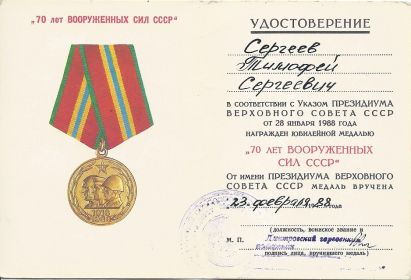 „70 лет ВООРУЖЕННЫХ СИЛ СССР“
УДОСТОВЕРЕНИЕ
Сергеев
Тимофей
Сергеевич
В СООТВЕТСТВИИ С УКАЗОМ ПРЕЗИДИУМА
ВЕРХОВНОГО СОВЕТА СССР
ОТ 28 ЯНВАРЯ 1988 ГОДА
НАГРАЖДЕН ЮБИЛЕЙНОЙ МЕДАЛЬЮ
„70 ЛЕТ ВООРУЖЕННЫХ
СИЛ СССР“
ОТ ИМЕНИ ПРЕЗИДИУМА ВЕРХОВНОГО
СОВЕТА СССР МЕДАЛЬ ВРУЧЕНА
23 февр 1988
(должность, воинское звание и
М. П.
подпись лица, вручившего медаль)